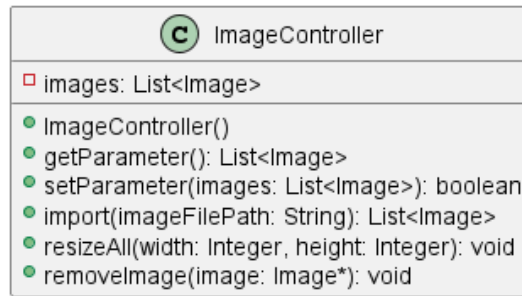 C ImageController
images: List<Image>
ImageController()
getParameter(): List<Image>
setParameter(images: List<Image>): boolean
import(imageFilePath: String): List<Image>
resizeAll(width: Integer, height: Integer): void
removeImage(image: Image*): void